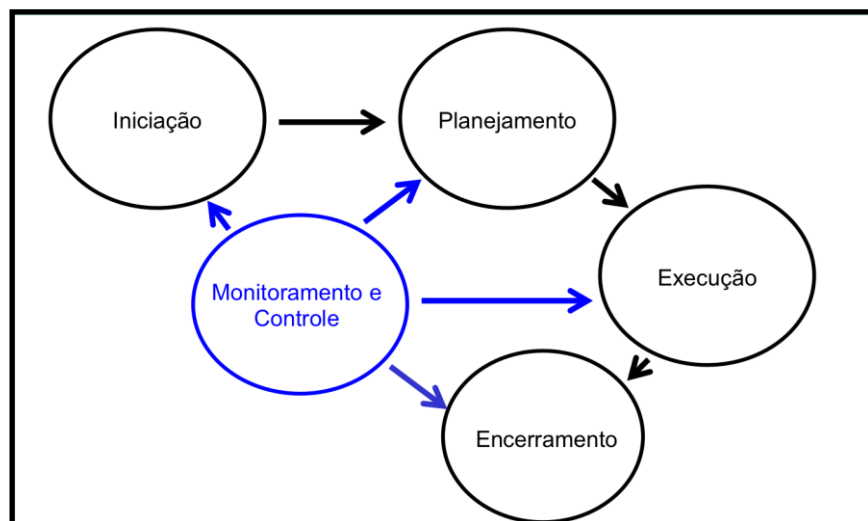 Iniciação
Planejamento
Monitoramento e
Controle
Execução
Encerramento